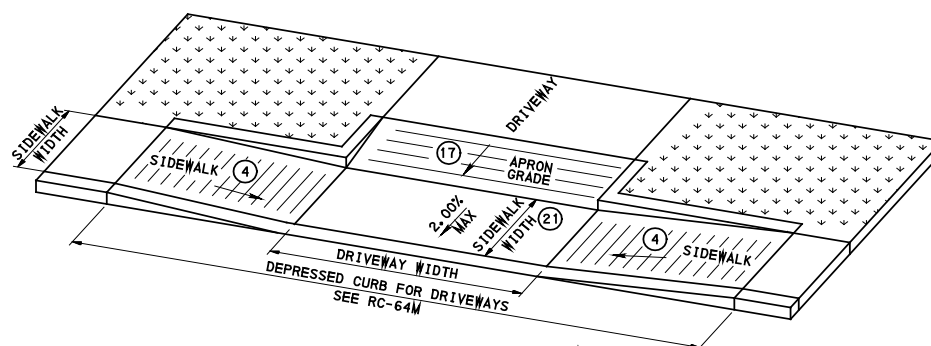 SIDEWALK
WIDTH
DRIVEWAY
SIDEWALK
4
17
APRON
GRADE
2.00%
MAX
SIDEWALK
WIDTH
21
4
SIDEWALK
DRIVEWAY WIDTH
DEPRESSED CURB FOR DRIVEWAYS
SEE RC-64M